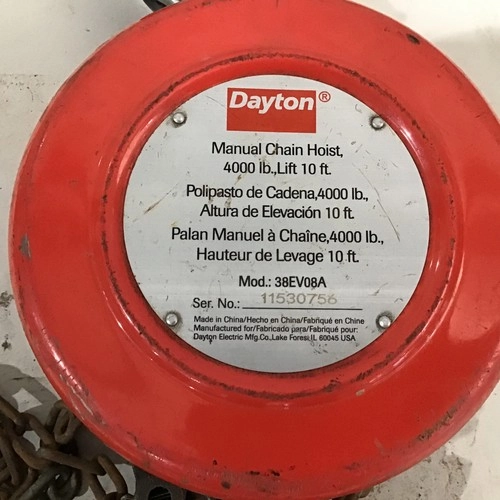 Dayton®
Manual Chain Hoist,
4000 lb.,Lift 10 ft.
Polipasto de Cadena,4000 lb.,
Altura de Elevación 10 ft.
Palan Manuel à Chaîne,4000 lb.,
Hauteur de Levage 10 ft.
Mod.: 38EV08A
Ser. No.: 11530756
Made in China/Hecho en China/Fabriqué en Chine
Manufactured for/Fabricado para/Fabriqué pour:
Dayton Electric Mfg.Co.,Lake Forest,IL 60045 USA